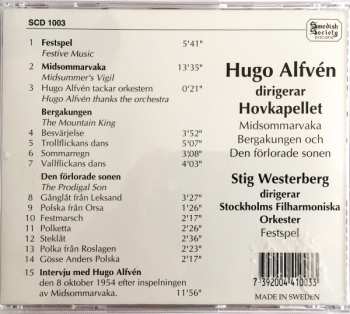 SCD 1003
Swedish
Society
DISCOFIL
1 Festspel 5'41"
Festive Music
2 Midsommarvaka 13'35"
Midsummer's Vigil
3 Hugo Alfvén tackar orkestern 0'21"
Hugo Alfvén thanks the orchestra
Bergakungen
The Mountain King
4 Besvärjelse 3'52"
5 Trollflickans dans 5'07"
6 Sommarregn 3'08"
7 Vallflickans dans 4'03"
Den förlorade sonen
The Prodigal Son
8 Gånglåt från Leksand 3'27"
9 Polska från Orsa 1'26"
10 Festmarsch 2'17"
11 Polketta 2'26"
12 Steklåt 2'36"
13 Polka från Roslagen 2'23"
14 Gösse Anders Polska 2'17"
15 Intervju med Hugo Alfvén
den 8 oktober 1954 efter inspelningen
av Midsommarvaka. 11'56"
Hugo Alfvén
dirigerar
Hovkapellet
Midsommarvaka
Bergakungen och
Den förlorade sonen
Stig Westerberg
dirigerar
Stockholms Filharmoniska
Orkester
Festspel
7 392004 410033
MADE IN SWEDEN